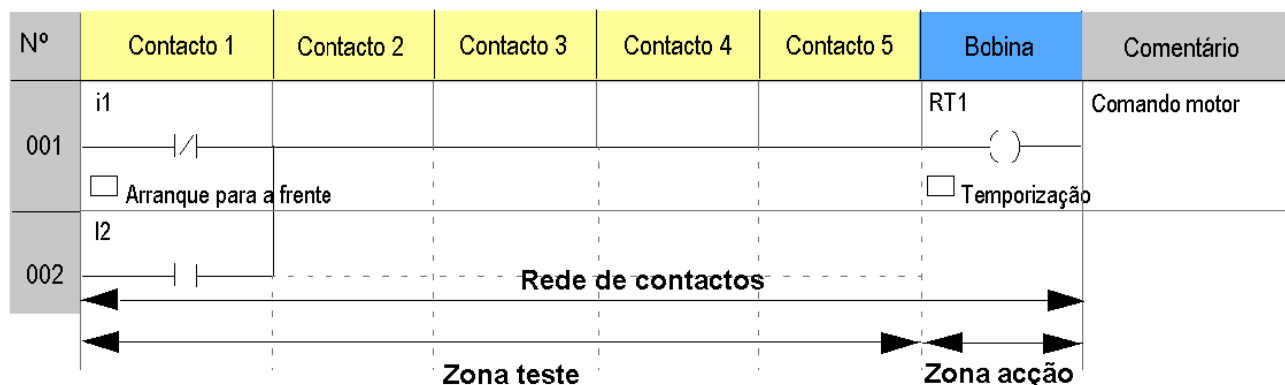 Nº Contacto 1 Contacto 2 Contacto 3 Contacto 4 Contacto 5 Bobina Comentário
i1 RT1 Comando motor
001
Arranque para a frente Temporização
I2
002
Rede de contactos
Zona teste Zona acção